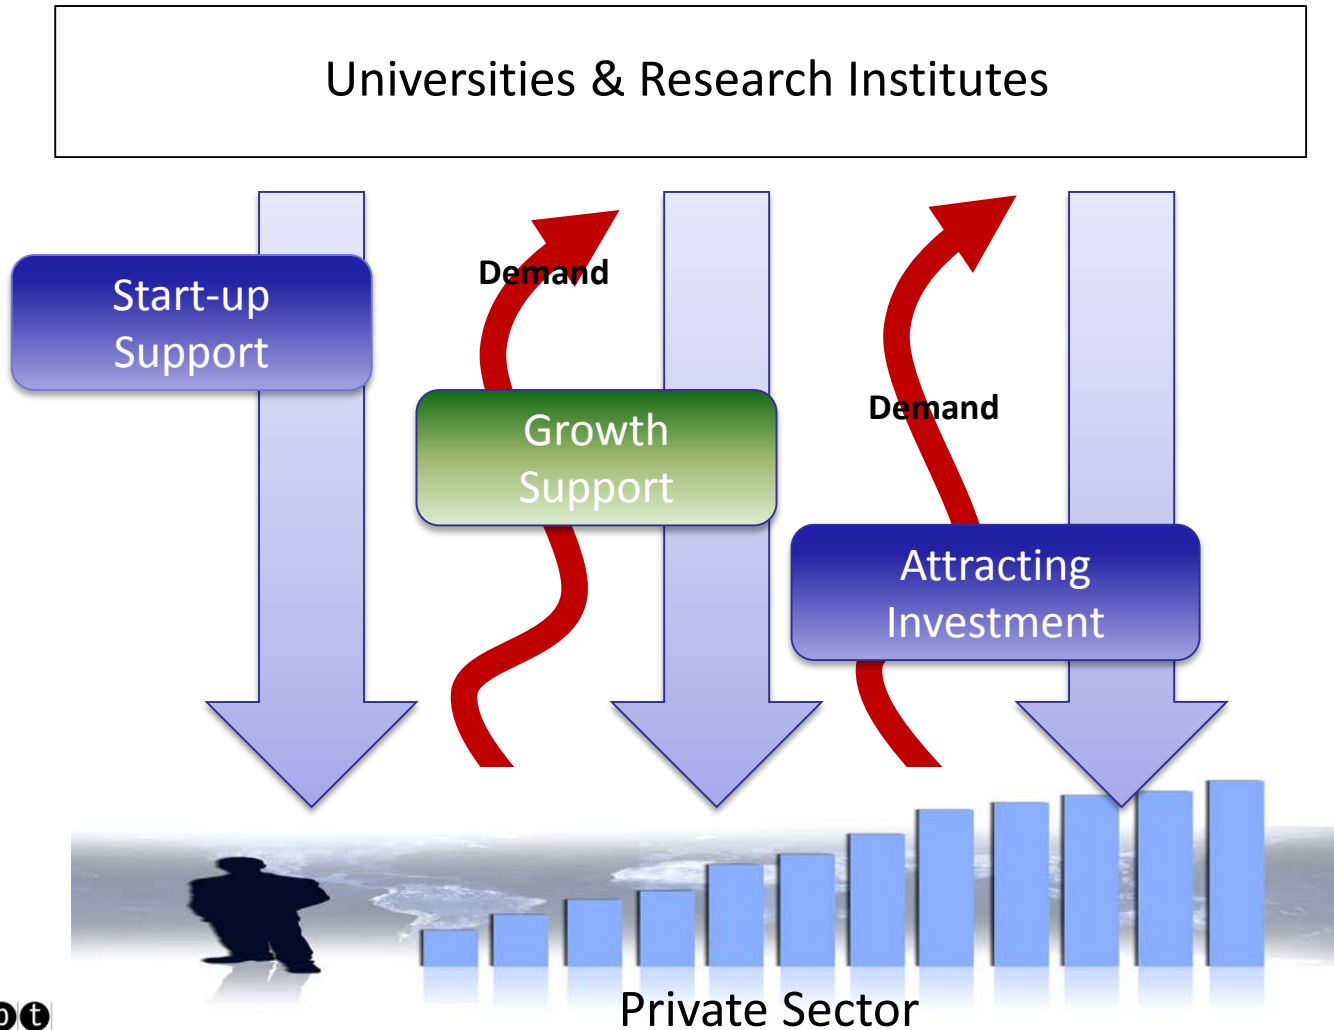 Universities & Research Institutes
Start-up
Support
Demand
Growth
Support
Demand
Attracting
Investment
Private Sector